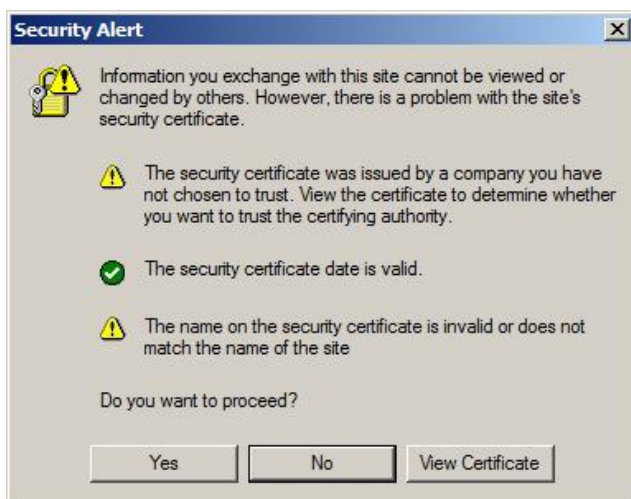 Security Alert
Information you exchange with this site cannot be viewed or
changed by others. However, there is a problem with the site's
security certificate.
The security certificate was issued by a company you have
not chosen to trust. View the certificate to determine whether
you want to trust the certifying authority.
The security certificate date is valid.
The name on the security certificate is invalid or does not
match the name of the site
Do you want to proceed?
Yes No View Certificate